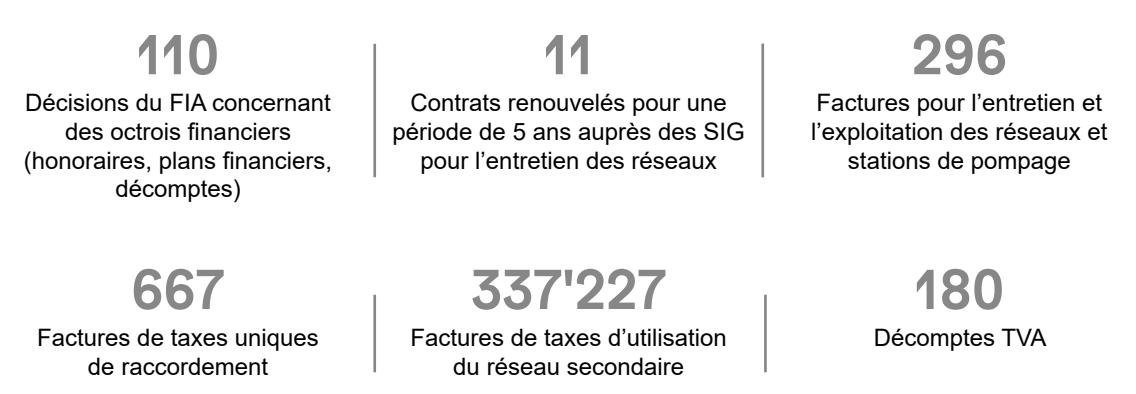 110
Décisions du FIA concernant
des octrois financiers
(honoraires, plans financiers,
décomptes)
11
Contrats renouvelés pour une
période de 5 ans auprès des SIG
pour l’entretien des réseaux
296
Factures pour l’entretien et
l’exploitation des réseaux et
stations de pompage
667
Factures de taxes uniques
de raccordement
337'227
Factures de taxes d’utilisation
du réseau secondaire
180
Décomptes TVA